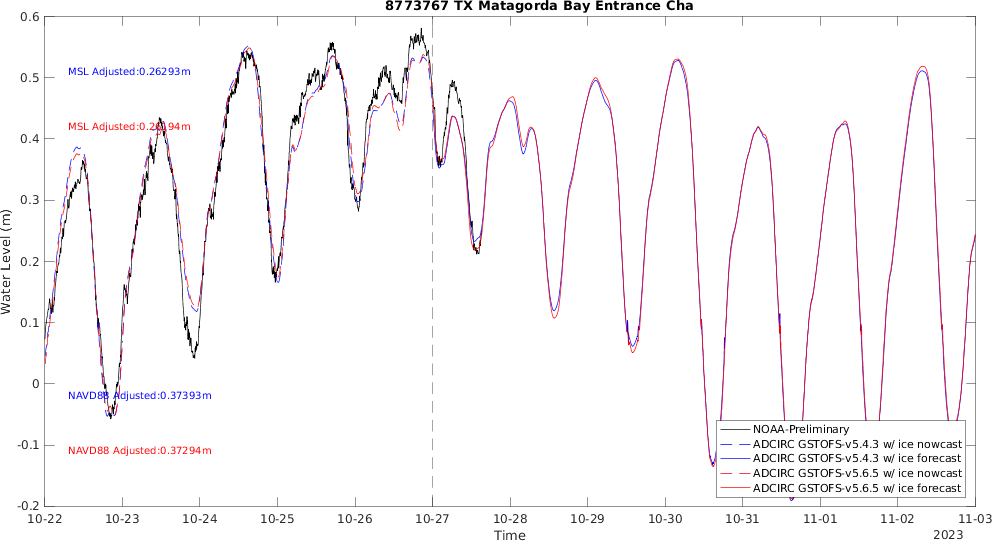 8773767 TX Matagorda Bay Entrance Cha
0.6
0.5
0.4
0.3
0.2
0.1
0
-0.1
-0.2
Water Level (m)
MSL Adjusted:0.26293m
MSL Adjusted:0.26194m
NAVD88 Adjusted:0.37393m
NAVD88 Adjusted:0.37294m
NOAA-Preliminary
ADCIRC GSTOFS-v5.4.3 w/ ice nowcast
ADCIRC GSTOFS-v5.4.3 w/ ice forecast
ADCIRC GSTOFS-v5.6.5 w/ ice nowcast
ADCIRC GSTOFS-v5.6.5 w/ ice forecast
10-22 10-23 10-24 10-25 10-26 10-27 10-28 10-29 10-30 10-31 11-01 11-02 11-03
Time
2023